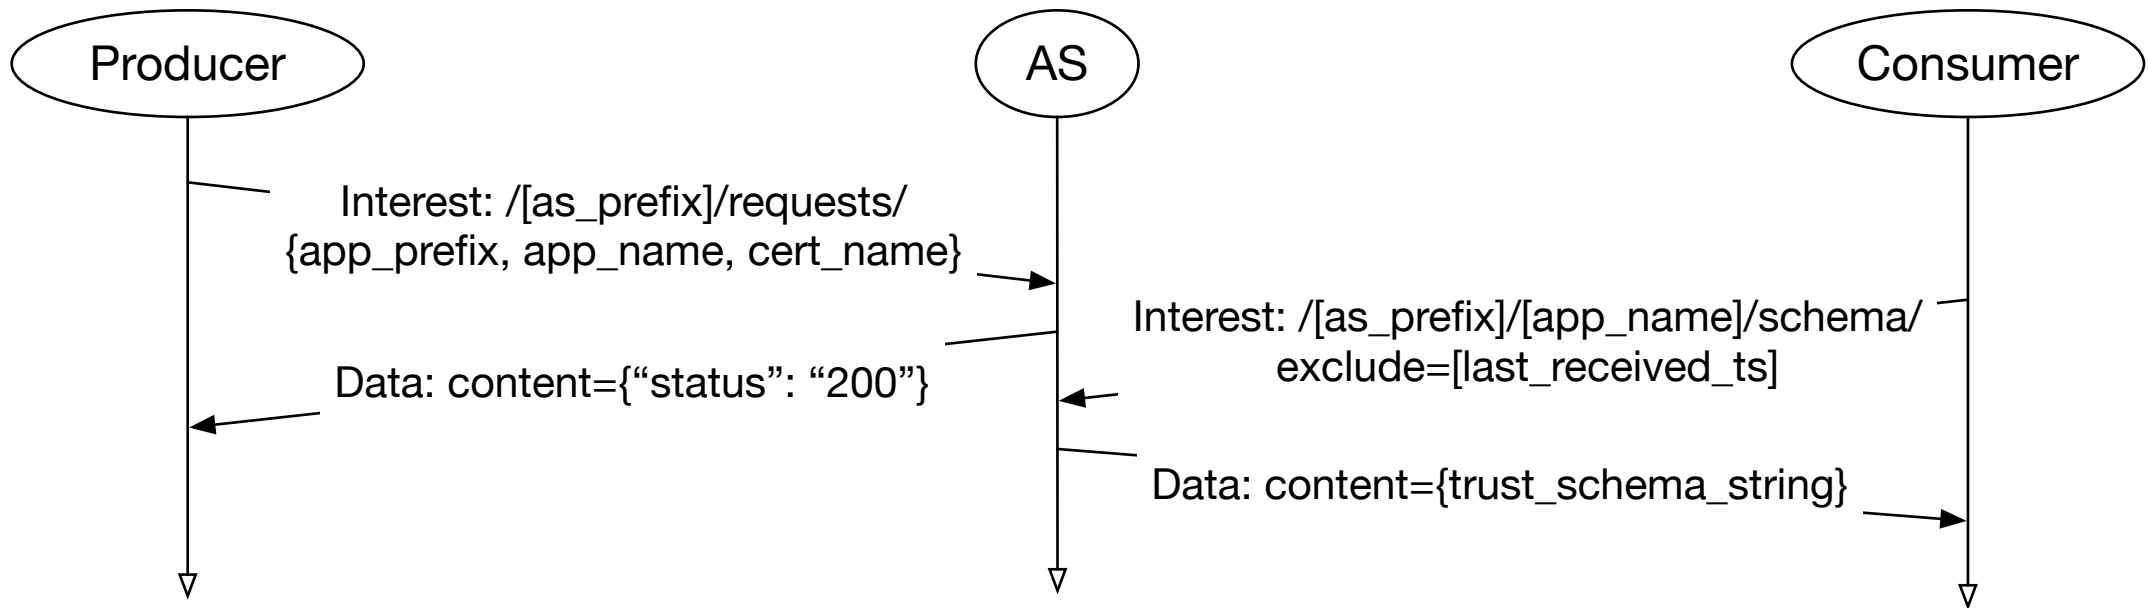 Producer
AS
Consumer
Interest: /[as_prefix]/requests/
{app_prefix, app_name, cert_name}
Interest: /[as_prefix]/[app_name]/schema/
exclude=[last_received_ts]
Data: content={“status”: “200”}
Data: content={trust_schema_string}